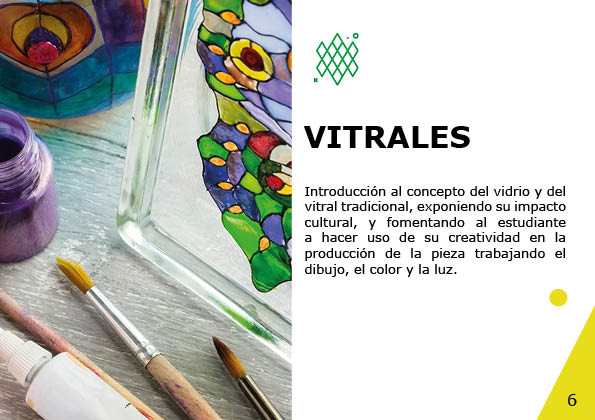 VITRALES
Introducción al concepto del vidrio y del
vitral tradicional, exponiendo su impacto
cultural, y fomentando al estudiante
a hacer uso de su creatividad en la
producción de la pieza trabajando el
dibujo, el color y la luz.
6